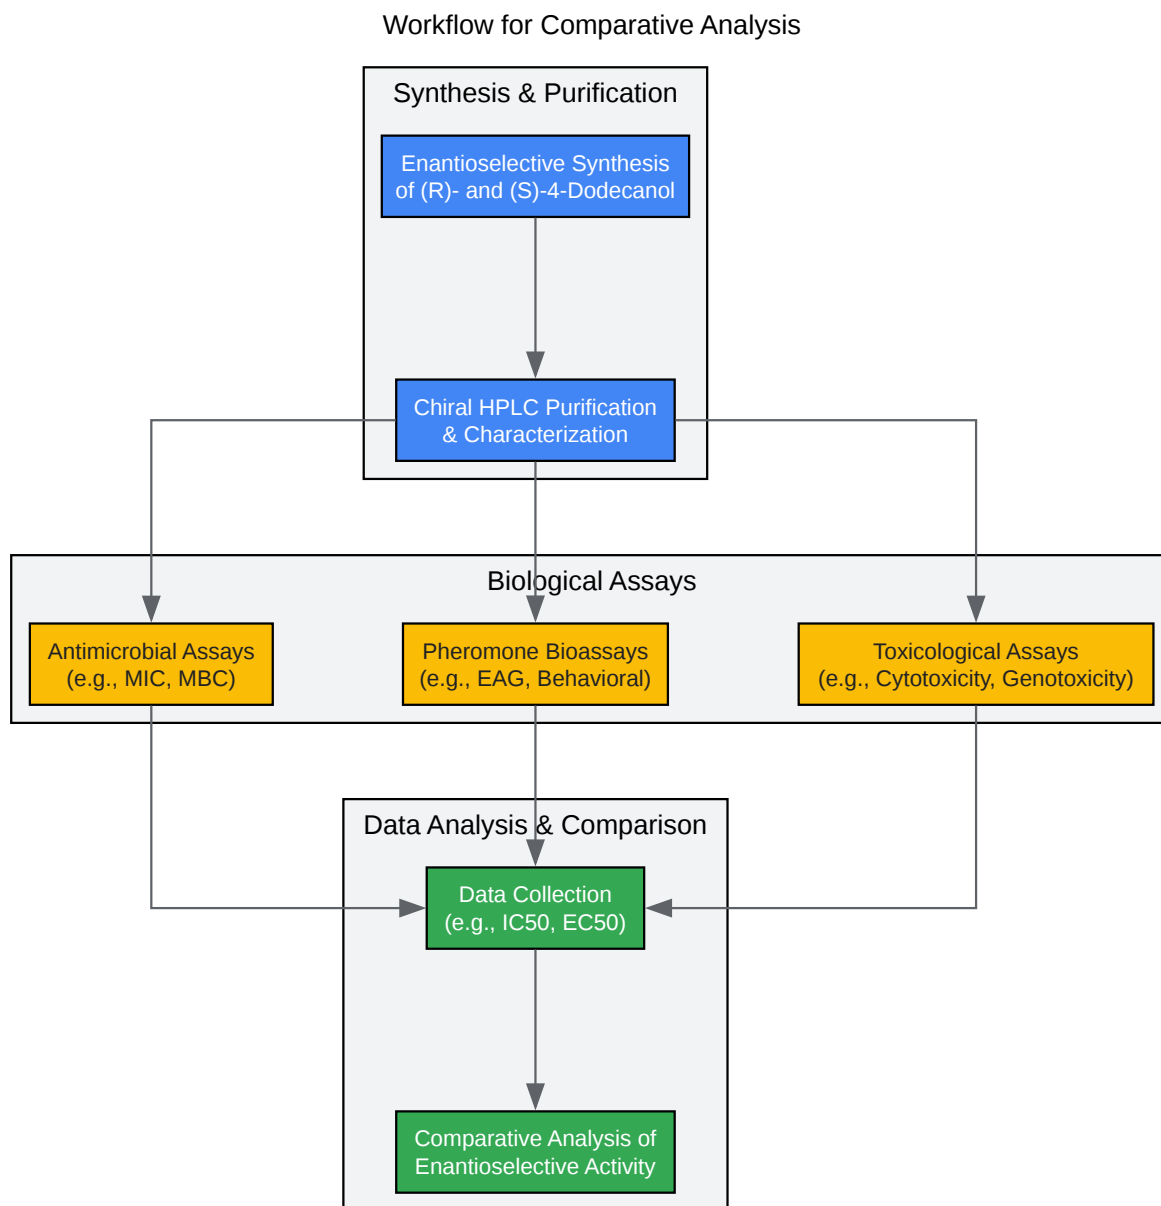 Workflow for Comparative Analysis
Synthesis & Purification
Enantioselective Synthesis
of (R)- and (S)-4-Dodecanol
Chiral HPLC Purification
& Characterization
Biological Assays
Antimicrobial Assays
(e.g., MIC, MBC)
Pheromone Bioassays
(e.g., EAG, Behavioral)
Toxicological Assays
(e.g., Cytotoxicity, Genotoxicity)
Data Analysis & Comparison
Data Collection
(e.g., IC50, EC50)
Comparative Analysis of
Enantioselective Activity